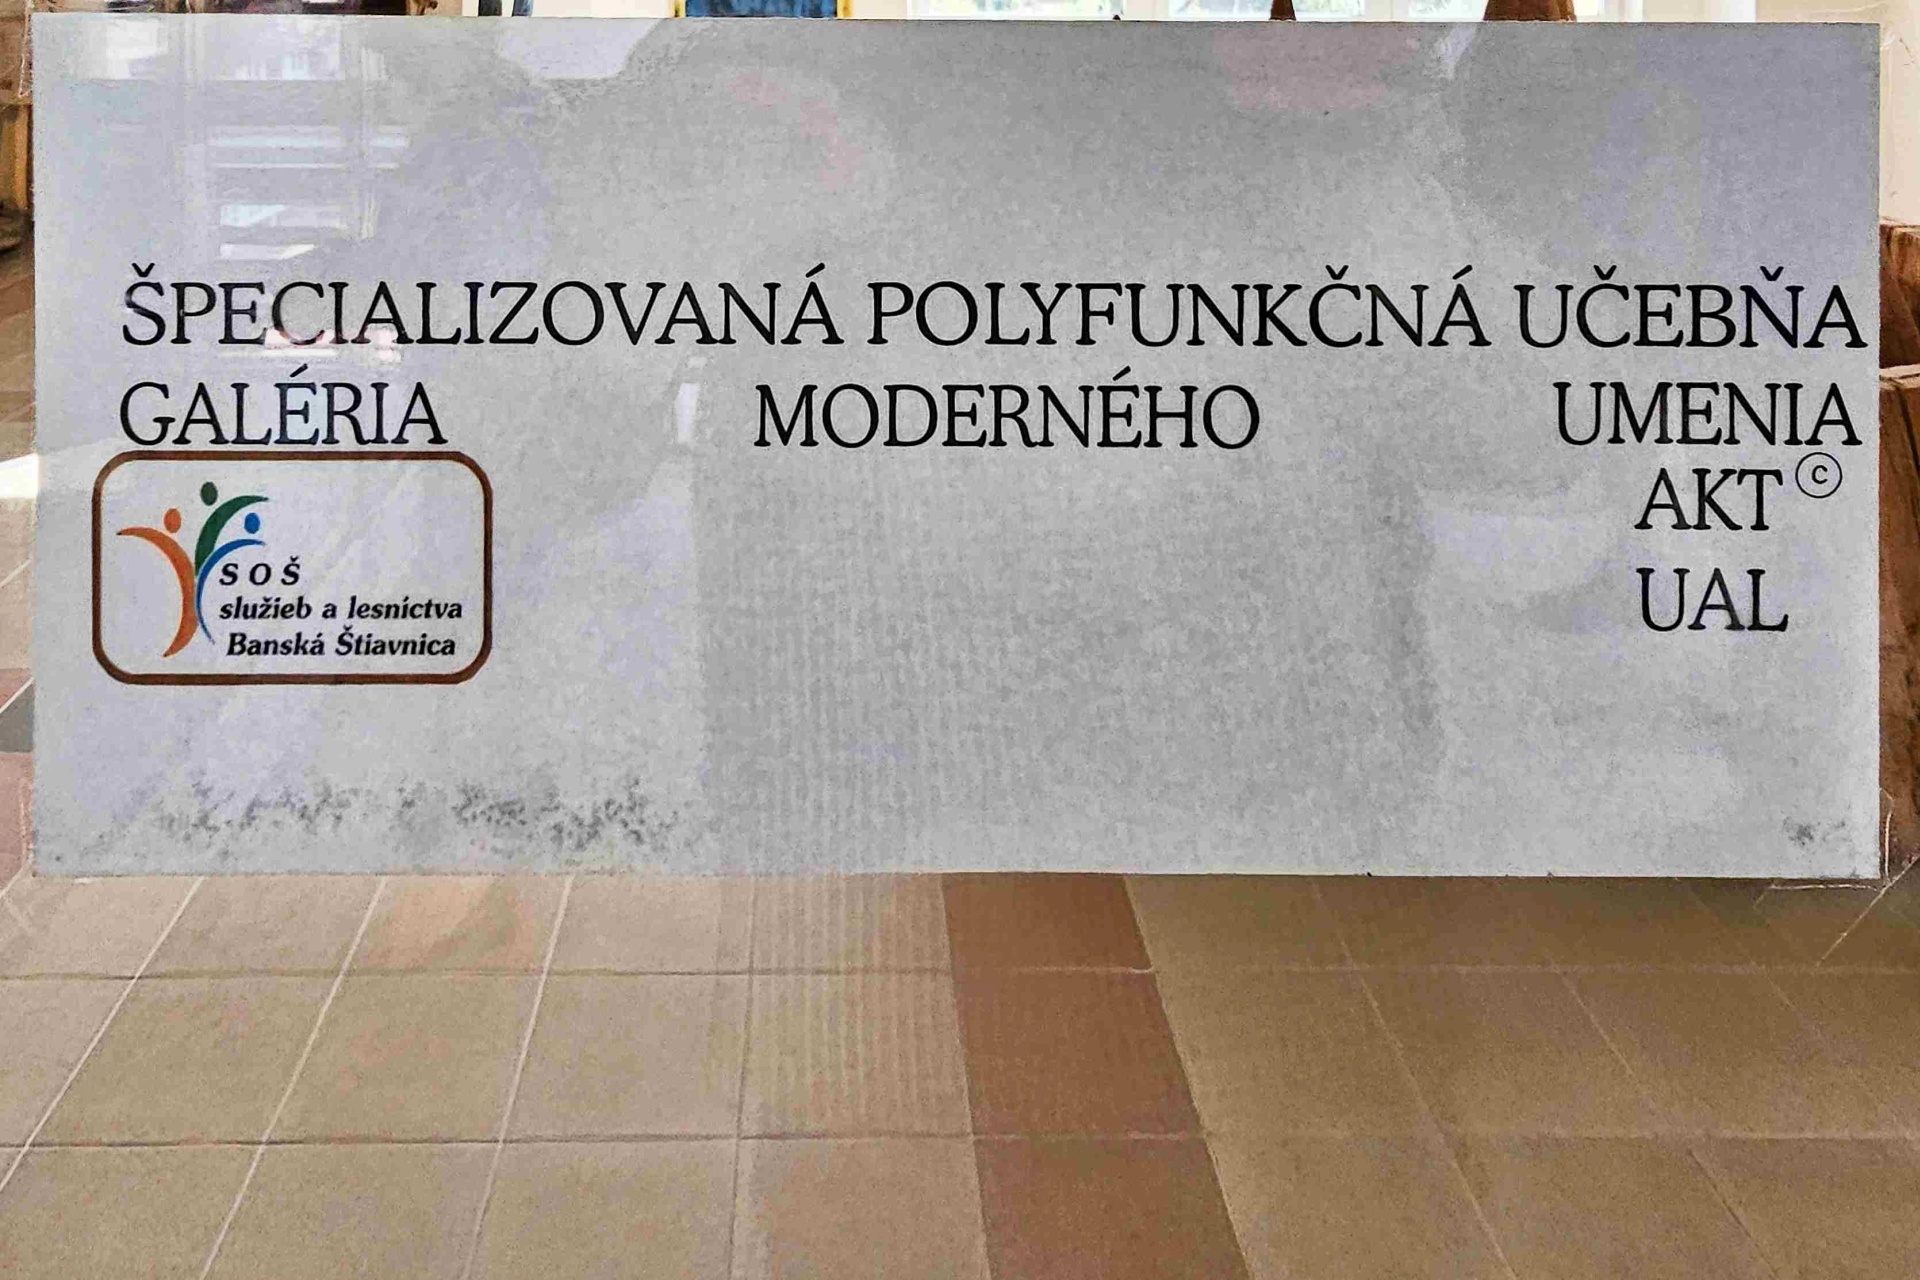 ŠPECIALIZOVANÁ POLYFUNKČNÁ UČEBŇA
GALÉRIA MODERNÉHO UMENIA
AKT ©
UAL
SOŠ
služieb a lesníctva
Banská Štiavnica